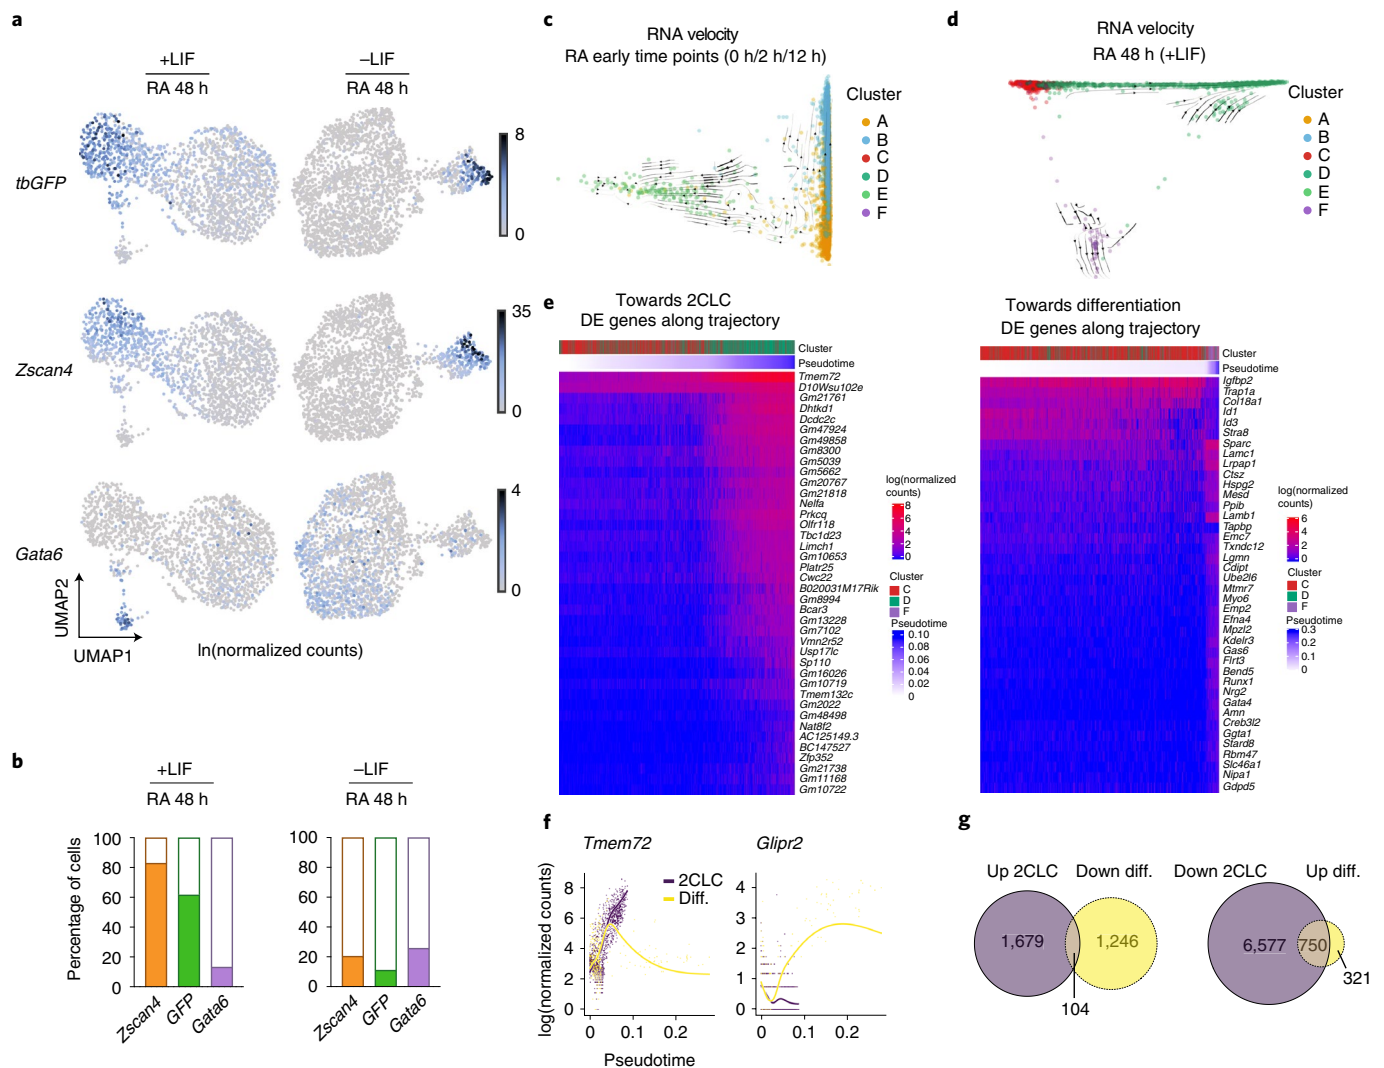 a
+LIF
RA 48 h
–LIF
RA 48 h
tbGFP
8
0
Zscan4
35
0
Gata6
4
0
UMAP2
UMAP1
ln(normalized counts)
b
+LIF
RA 48 h
–LIF
RA 48 h
Percentage of cells
100
80
60
40
20
0
Zscan4
GFP
Gata6
100
80
60
40
20
0
Zscan4
GFP
Gata6
c
RNA velocity
RA early time points (0 h/2 h/12 h)
Cluster
A
B
C
D
E
F
d
RNA velocity
RA 48 h (+LIF)
Cluster
A
B
C
D
E
F
e
Towards 2CLC
DE genes along trajectory
Cluster
Pseudotime
Tmem72
D10Wsu102e
Gm21761
Dhtkd1
Dcdc2c
Gm47924
Gm49858
Gm8300
Gm5039
Gm5662
Gm20767
Gm21818
Nelfa
Prkcq
Olfr118
Tbc1d23
Limch1
Gm10653
Platr25
Cwc22
B020031M17Rik
Gm8994
Bcar3
Gm13228
Gm7102
Vmn2r52
Usp17lc
Sp110
Gm16026
Gm10719
Tmem132c
Gm2022
Gm48498
Nat8f2
AC125149.3
BC147527
Zfp352
Gm21738
Gm11168
Gm10722
log(normalized
counts)
8
6
4
2
0
Cluster
C
D
F
Pseudotime
0.10
0.08
0.06
0.04
0.02
0
Towards differentiation
DE genes along trajectory
Cluster
Pseudotime
Igfbp2
Trap1a
Col18a1
Id1
Id3
Stra8
Sparc
Lamc1
Lrpap1
Ctsz
Hspg2
Mesd
Ppib
Lamb1
Tapbp
Emc7
Txndc12
Lgmn
Cdipt
Ube2l6
Mtmr7
Myo6
Emp2
Efna4
Mpzl2
Kdelr3
Gas6
Flrt3
Bend5
Runx1
Nrg2
Gata4
Amn
Creb3l2
Ggta1
Stard8
Rbm47
Slc46a1
Nipa1
Gdpd5
log(normalized
counts)
6
4
2
0
Cluster
C
D
F
Pseudotime
0.3
0.2
0.1
0
f
Tmem72
Glipr2
log(normalized counts)
8
6
4
2
0
2CLC
Diff.
0
0.1
0.2
4
3
2
1
0
0
0.1
0.2
Pseudotime
g
Up 2CLC
Down diff.
1,679
1,246
104
Down 2CLC
Up diff.
6,577
750
321